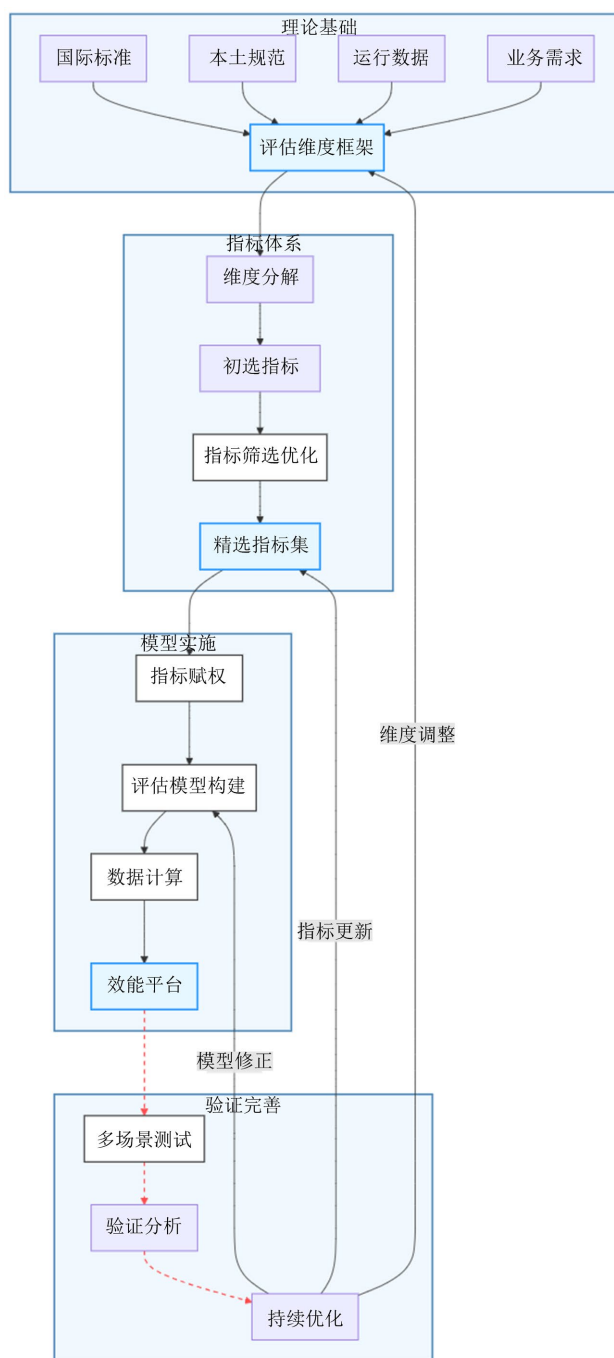 理论基础
国际标准
本土规范
运行数据
业务需求
评估维度框架
指标体系
维度分解
初选指标
指标筛选优化
精选指标集
模型实施
指标赋权
维度调整
评估模型构建
数据计算
指标更新
效能平台
模型修正
验证完善
多场景测试
验证分析
持续优化